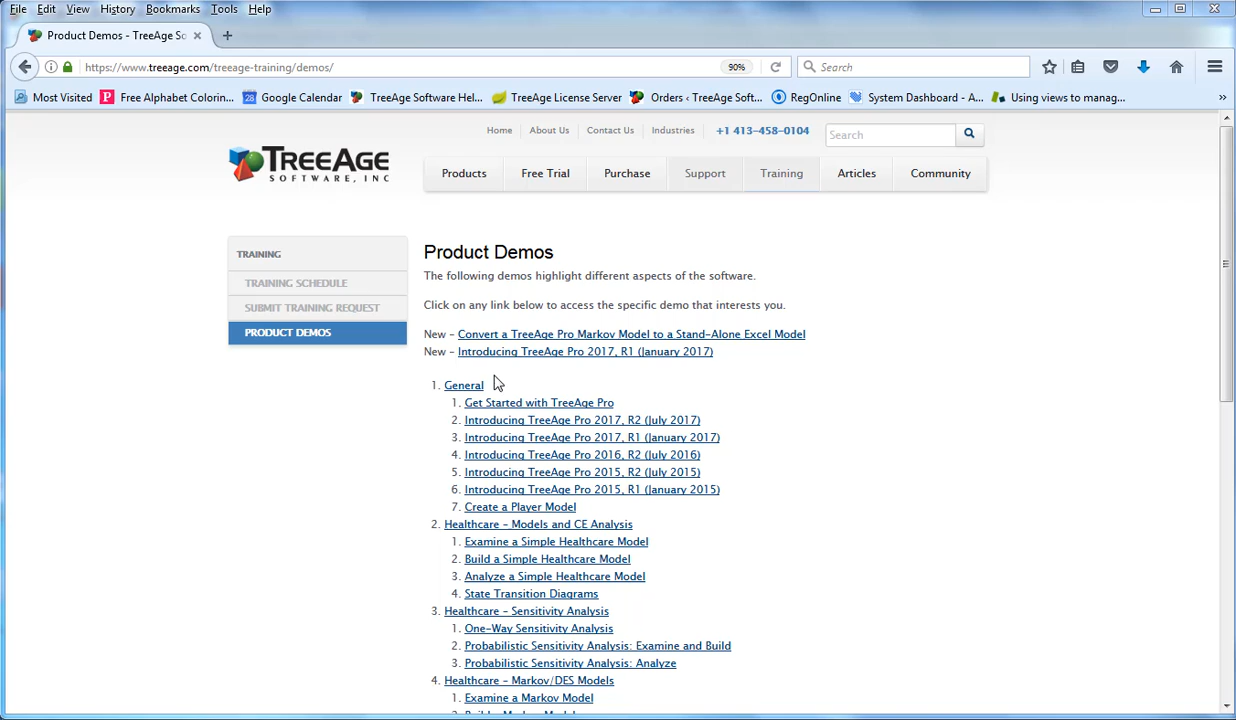 File Edit View History Bookmarks Tools Help
Product Demos - TreeAge So
https://www.treeage.com/treeage-training/demos/ 90% Search
Most Visited Free Alphabet Colorin... Google Calendar TreeAge Software Hel... TreeAge License Server Orders ‹ TreeAge Soft... RegOnline System Dashboard - A... Using views to manag...
Home About Us Contact Us Industries +1 413-458-0104 Search
TREEAGE
SOFTWARE, INC
Products Free Trial Purchase Support Training Articles Community
TRAINING
TRAINING SCHEDULE
SUBMIT TRAINING REQUEST
PRODUCT DEMOS
Product Demos
The following demos highlight different aspects of the software.
Click on any link below to access the specific demo that interests you.
New - Convert a TreeAge Pro Markov Model to a Stand-Alone Excel Model
New - Introducing TreeAge Pro 2017, R1 (January 2017)
1. General
1. Get Started with TreeAge Pro
2. Introducing TreeAge Pro 2017, R2 (July 2017)
3. Introducing TreeAge Pro 2017, R1 (January 2017)
4. Introducing TreeAge Pro 2016, R2 (July 2016)
5. Introducing TreeAge Pro 2015, R2 (July 2015)
6. Introducing TreeAge Pro 2015, R1 (January 2015)
7. Create a Player Model
2. Healthcare - Models and CE Analysis
1. Examine a Simple Healthcare Model
2. Build a Simple Healthcare Model
3. Analyze a Simple Healthcare Model
4. State Transition Diagrams
3. Healthcare - Sensitivity Analysis
1. One-Way Sensitivity Analysis
2. Probabilistic Sensitivity Analysis: Examine and Build
3. Probabilistic Sensitivity Analysis: Analyze
4. Healthcare - Markov/DES Models
1. Examine a Markov Model